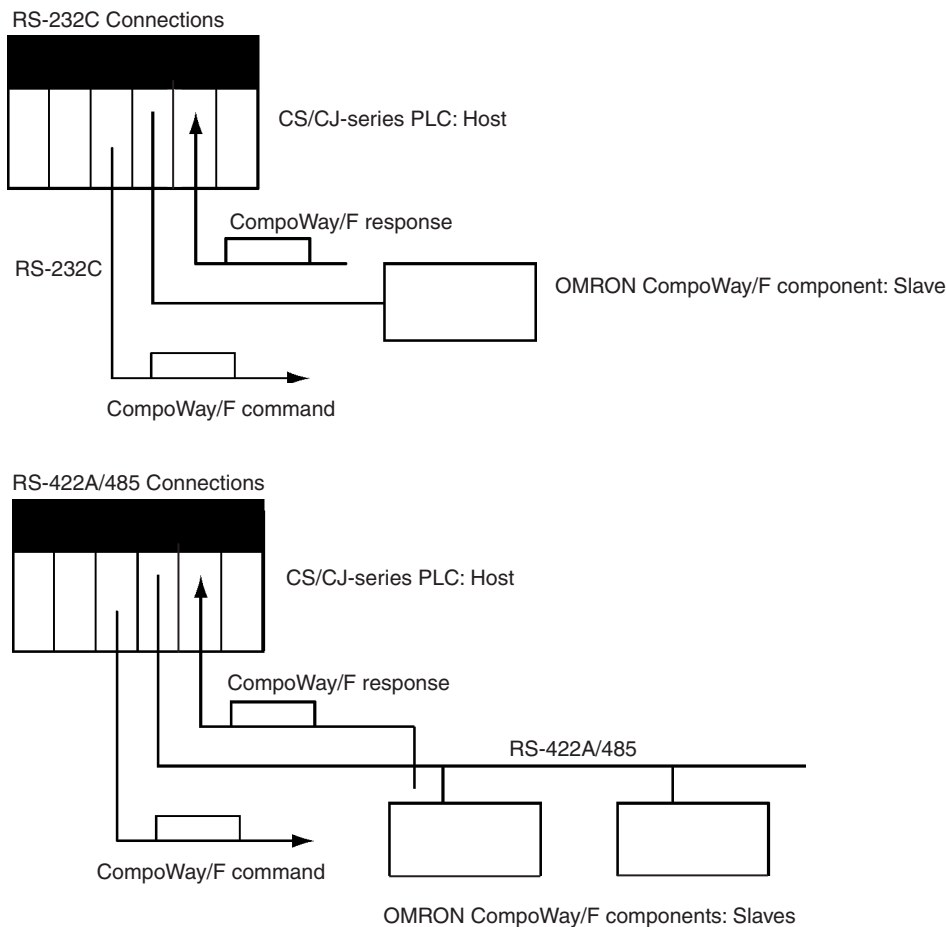 RS-232C Connections
CS/CJ-series PLC: Host
CompoWay/F response
RS-232C
OMRON CompoWay/F component: Slave
CompoWay/F command
RS-422A/485 Connections
CS/CJ-series PLC: Host
CompoWay/F response
RS-422A/485
CompoWay/F command
OMRON CompoWay/F components: Slaves